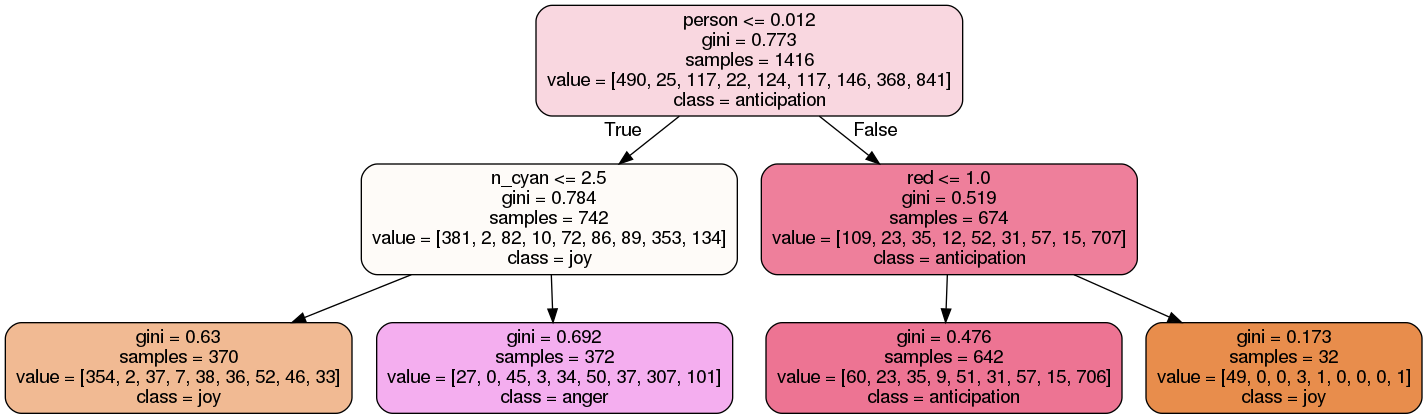 person <= 0.012
gini = 0.773
samples = 1416
value = [490, 25, 117, 22, 124, 117, 146, 368, 841]
class = anticipation
True
False
n_cyan <= 2.5
gini = 0.784
samples = 742
value = [381, 2, 82, 10, 72, 86, 89, 353, 134]
class = joy
red <= 1.0
gini = 0.519
samples = 674
value = [109, 23, 35, 12, 52, 31, 57, 15, 707]
class = anticipation
gini = 0.63
samples = 370
value = [354, 2, 37, 7, 38, 36, 52, 46, 33]
class = joy
gini = 0.692
samples = 372
value = [27, 0, 45, 3, 34, 50, 37, 307, 101]
class = anger
gini = 0.476
samples = 642
value = [60, 23, 35, 9, 51, 31, 57, 15, 706]
class = anticipation
gini = 0.173
samples = 32
value = [49, 0, 0, 3, 1, 0, 0, 0, 1]
class = joy